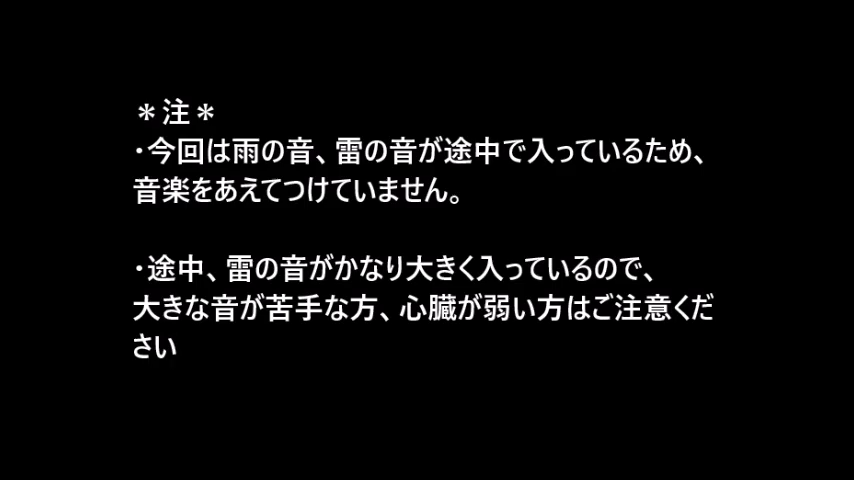 ＊注＊
・今回は雨の音、雷の音が途中で入っているため、
音楽をあえてつけていません。
・途中、雷の音がかなり大きく入っているので、
大きな音が苦手な方、心臓が弱い方はご注意くだ
さい